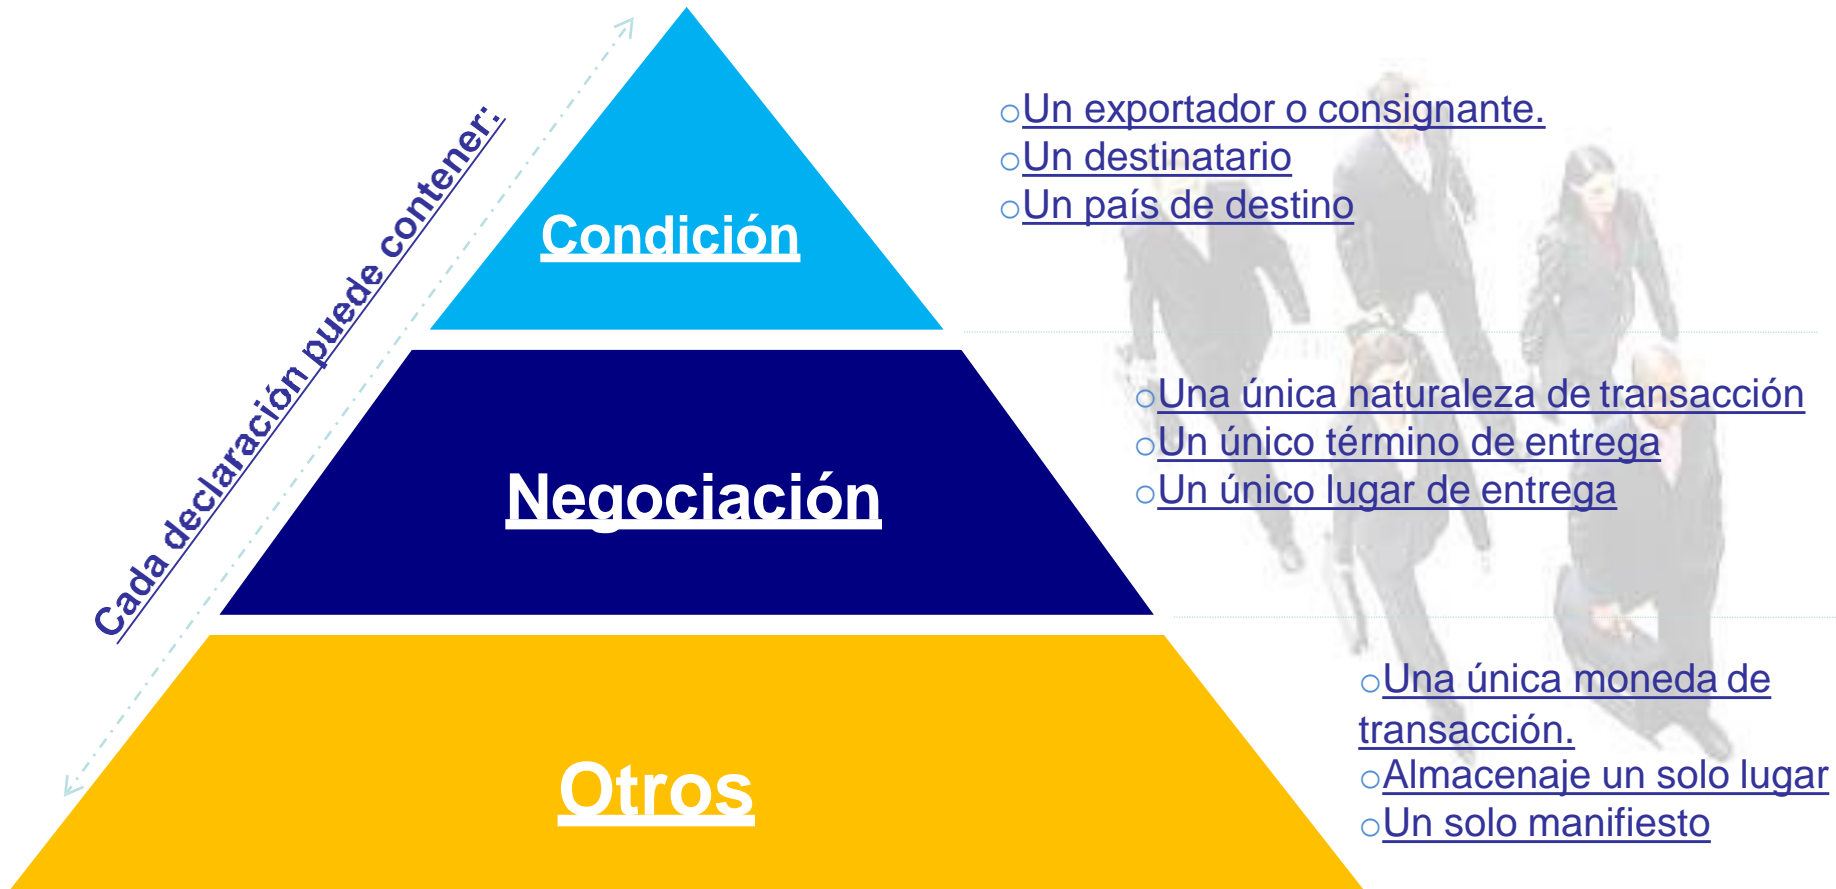 Cada declaración puede contener:
Condición
○Un exportador o consignante.
○Un destinatario
○Un país de destino
Negociación
○Una única naturaleza de transacción
○Un único término de entrega
○Un único lugar de entrega
Otros
○Una única moneda de
transacción.
○Almacenaje un solo lugar
○Un solo manifiesto